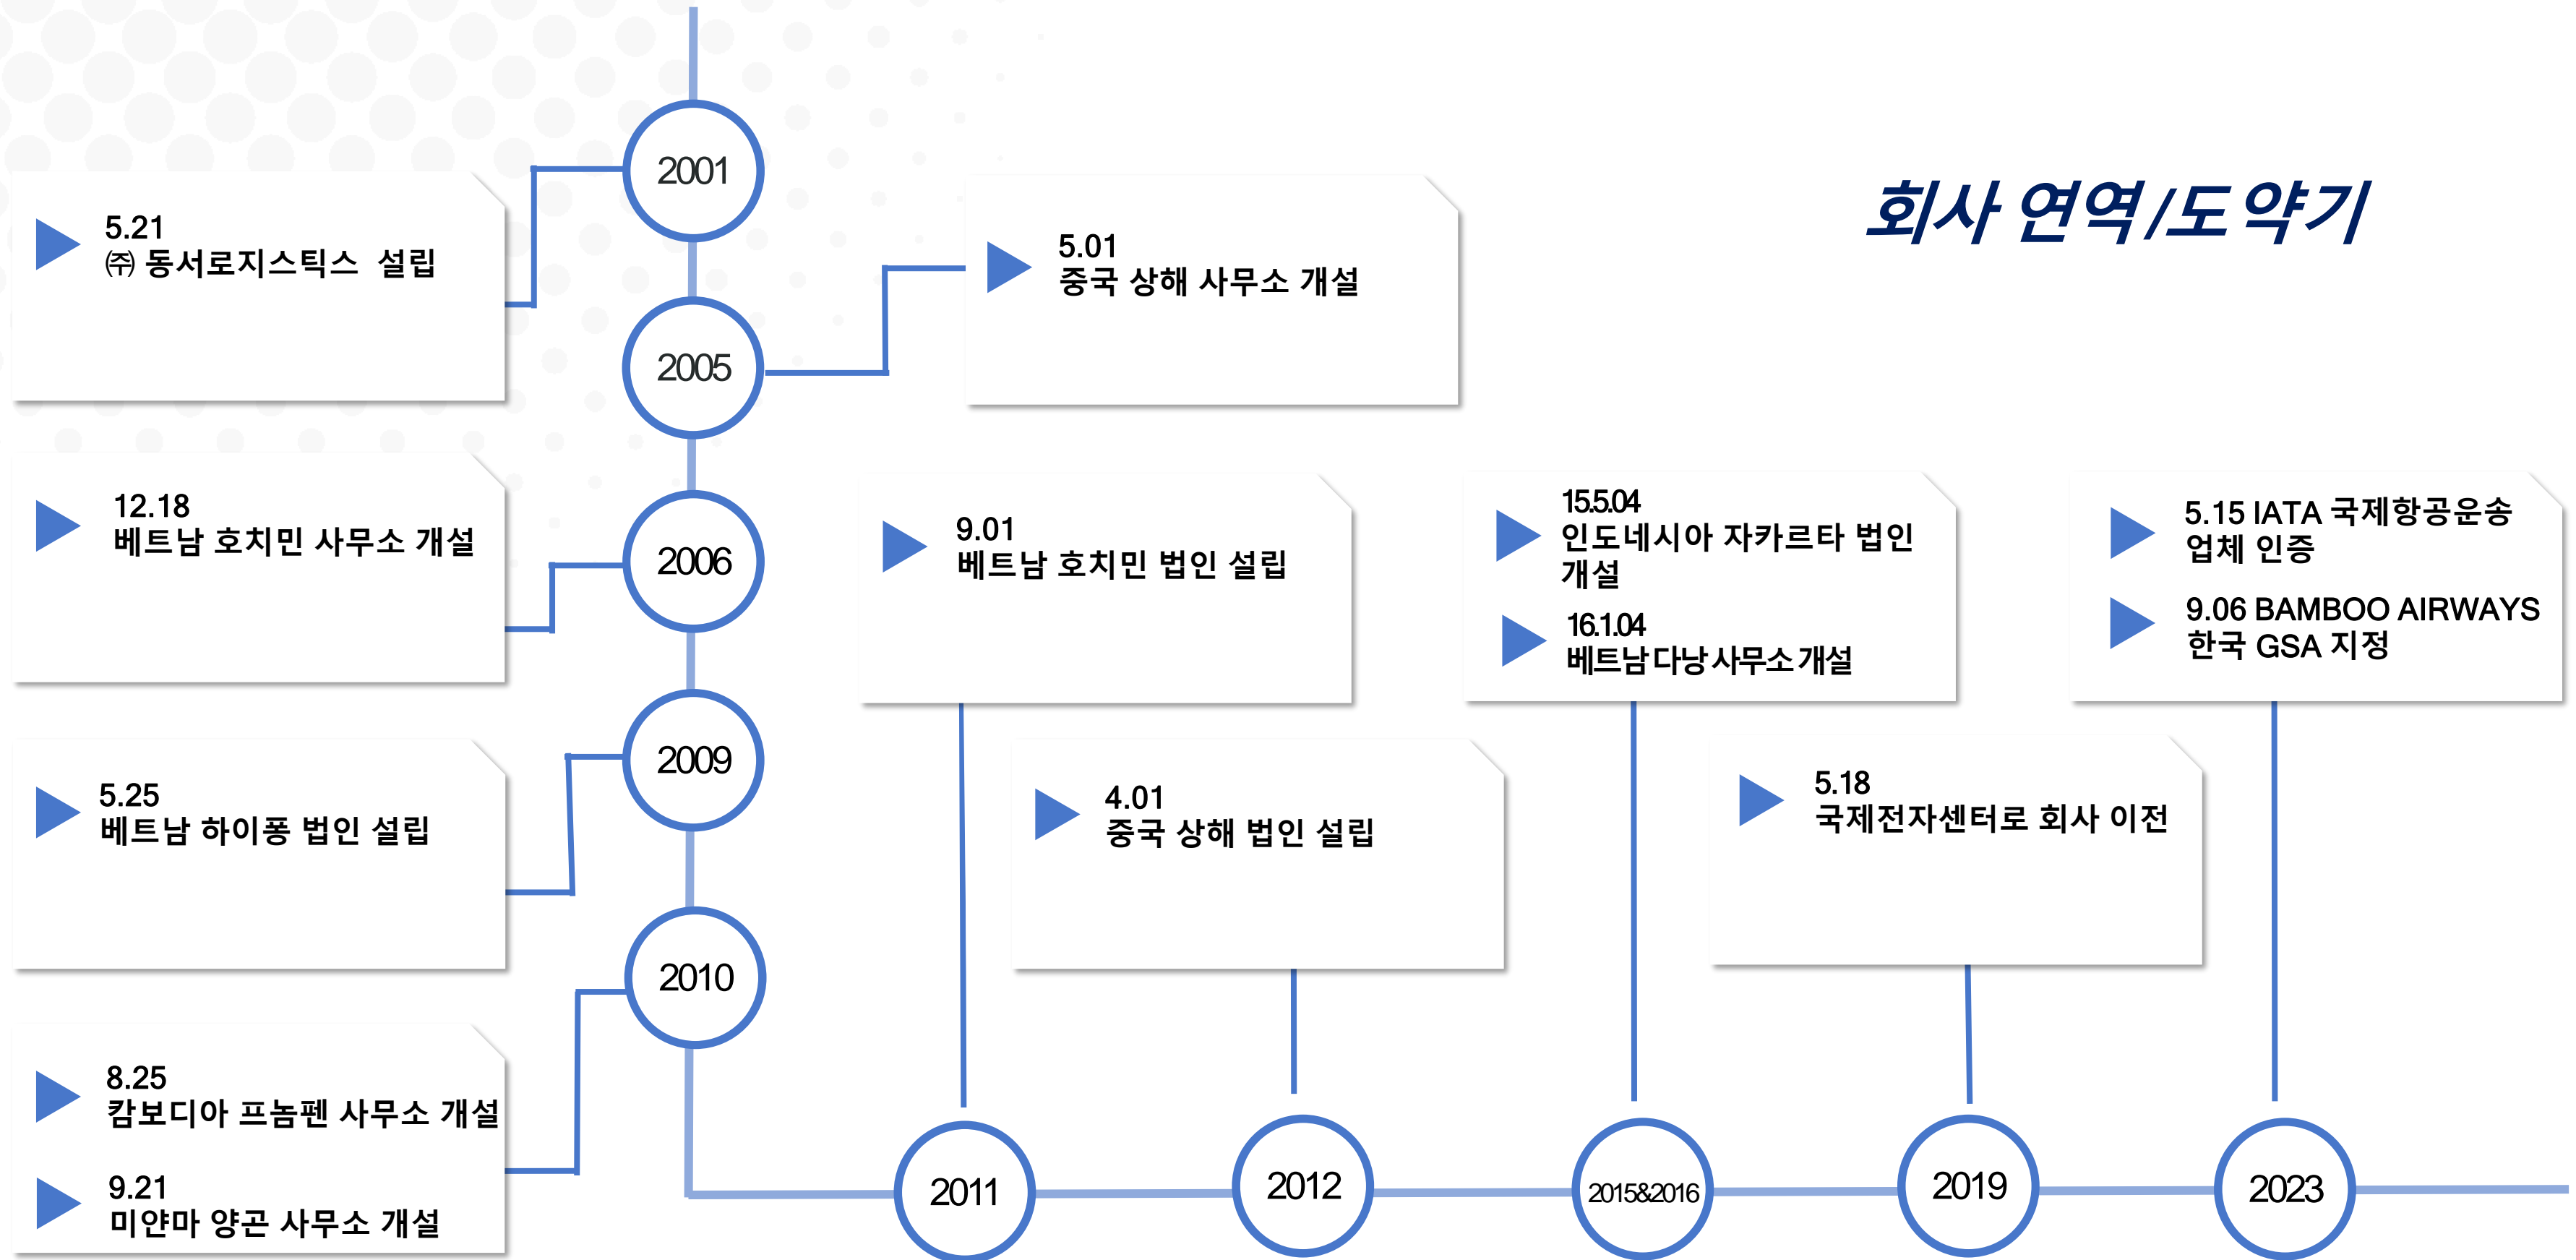 회사 연역/도약기
2001
5.21
㈜ 동서로지스틱스 설립
2005
5.01
중국 상해 사무소 개설
2006
12.18
베트남 호치민 사무소 개설
2009
5.25
베트남 하이퐁 법인 설립
2010
8.25
캄보디아 프놈펜 사무소 개설
9.21
미얀마 양곤 사무소 개설
9.01
베트남 호치민 법인 설립
2011
4.01
중국 상해 법인 설립
2012
15.5.04
인도네시아 자카르타 법인
개설
16.1.04
베트남 다낭 사무소 개설
2015&2016
5.18
국제전자센터로 회사 이전
2019
5.15 IATA 국제항공운송
업체 인증
9.06 BAMBOO AIRWAYS
한국 GSA 지정
2023